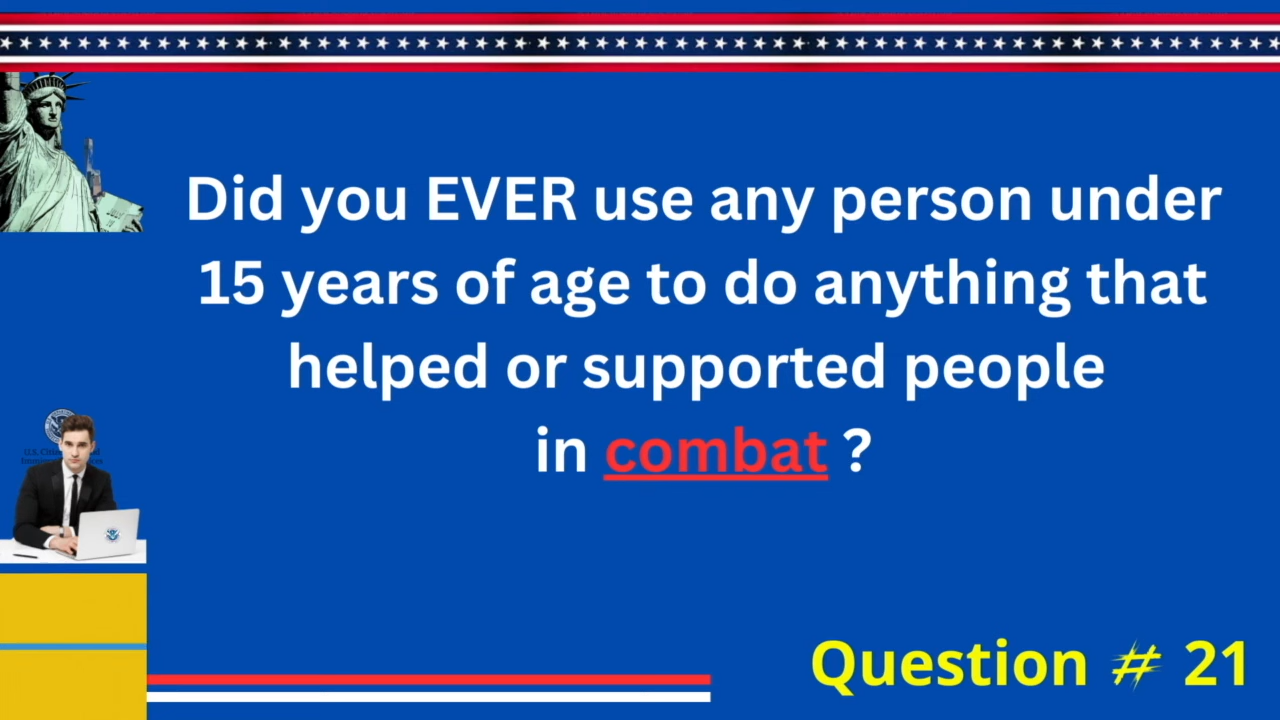 Did you EVER use any person under
15 years of age to do anything that
helped or supported people
in combat ?
U.S.
Question # 21